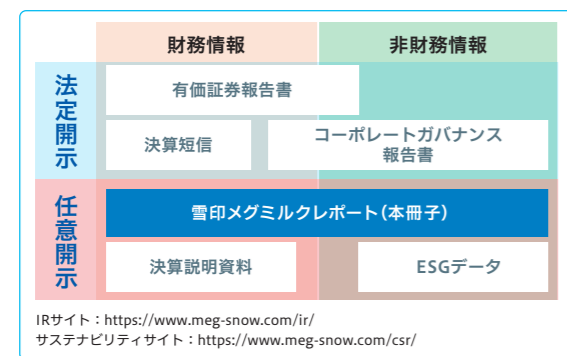 財務情報
非財務情報
法定開示
有価証券報告書
決算短信
コーポレートガバナンス
報告書
任意開示
雪印メグミルクレポート（本冊子）
決算説明資料
ESGデータ
IRサイト：https://www.meg-snow.com/ir/
サステナビリティサイト：https://www.meg-snow.com/csr/